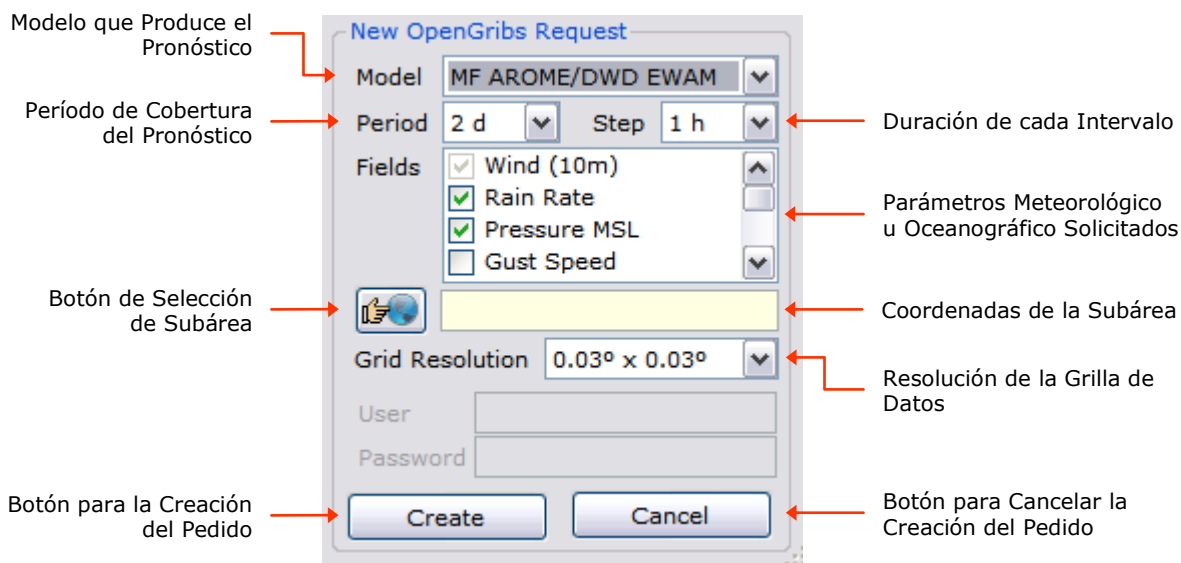 Modelo que Produce el
Pronóstico
Período de Cobertura
del Pronóstico
Botón de Selección
de Subárea
Botón para la Creación
del Pedido
New OpenGribs Request
Model MF AROME/DWD EWAM
Period 2 d Step 1 h
Fields Wind (10m)
Rain Rate
Pressure MSL
Gust Speed
Grid Resolution 0.03º x 0.03º
User
Password
Create Cancel
Duración de cada Intervalo
Parámetros Meteorológico
u Oceanográfico Solicitados
Coordenadas de la Subárea
Resolución de la Grilla de
Datos
Botón para Cancelar la
Creación del Pedido